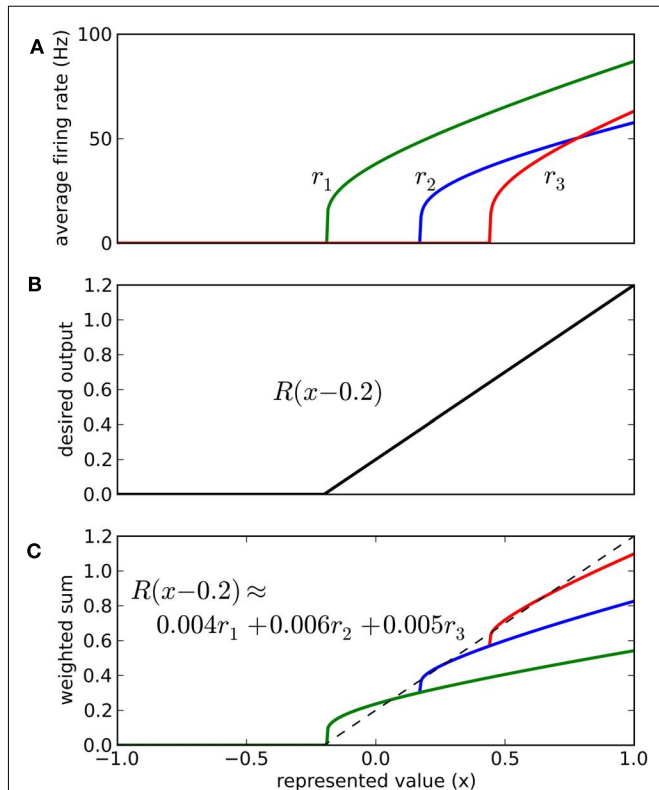 A
average firing rate (Hz)
100
50
0
r1
r2
r3
B
desired output
1.2
1.0
0.8
0.6
0.4
0.2
0.0
R(x−0.2)
C
weighted sum
1.2
1.0
0.8
0.6
0.4
0.2
0.0
R(x−0.2) ≈
0.004r1 +0.006r2 +0.005r3
−1.0 −0.5 0.0 0.5 1.0
represented value (x)